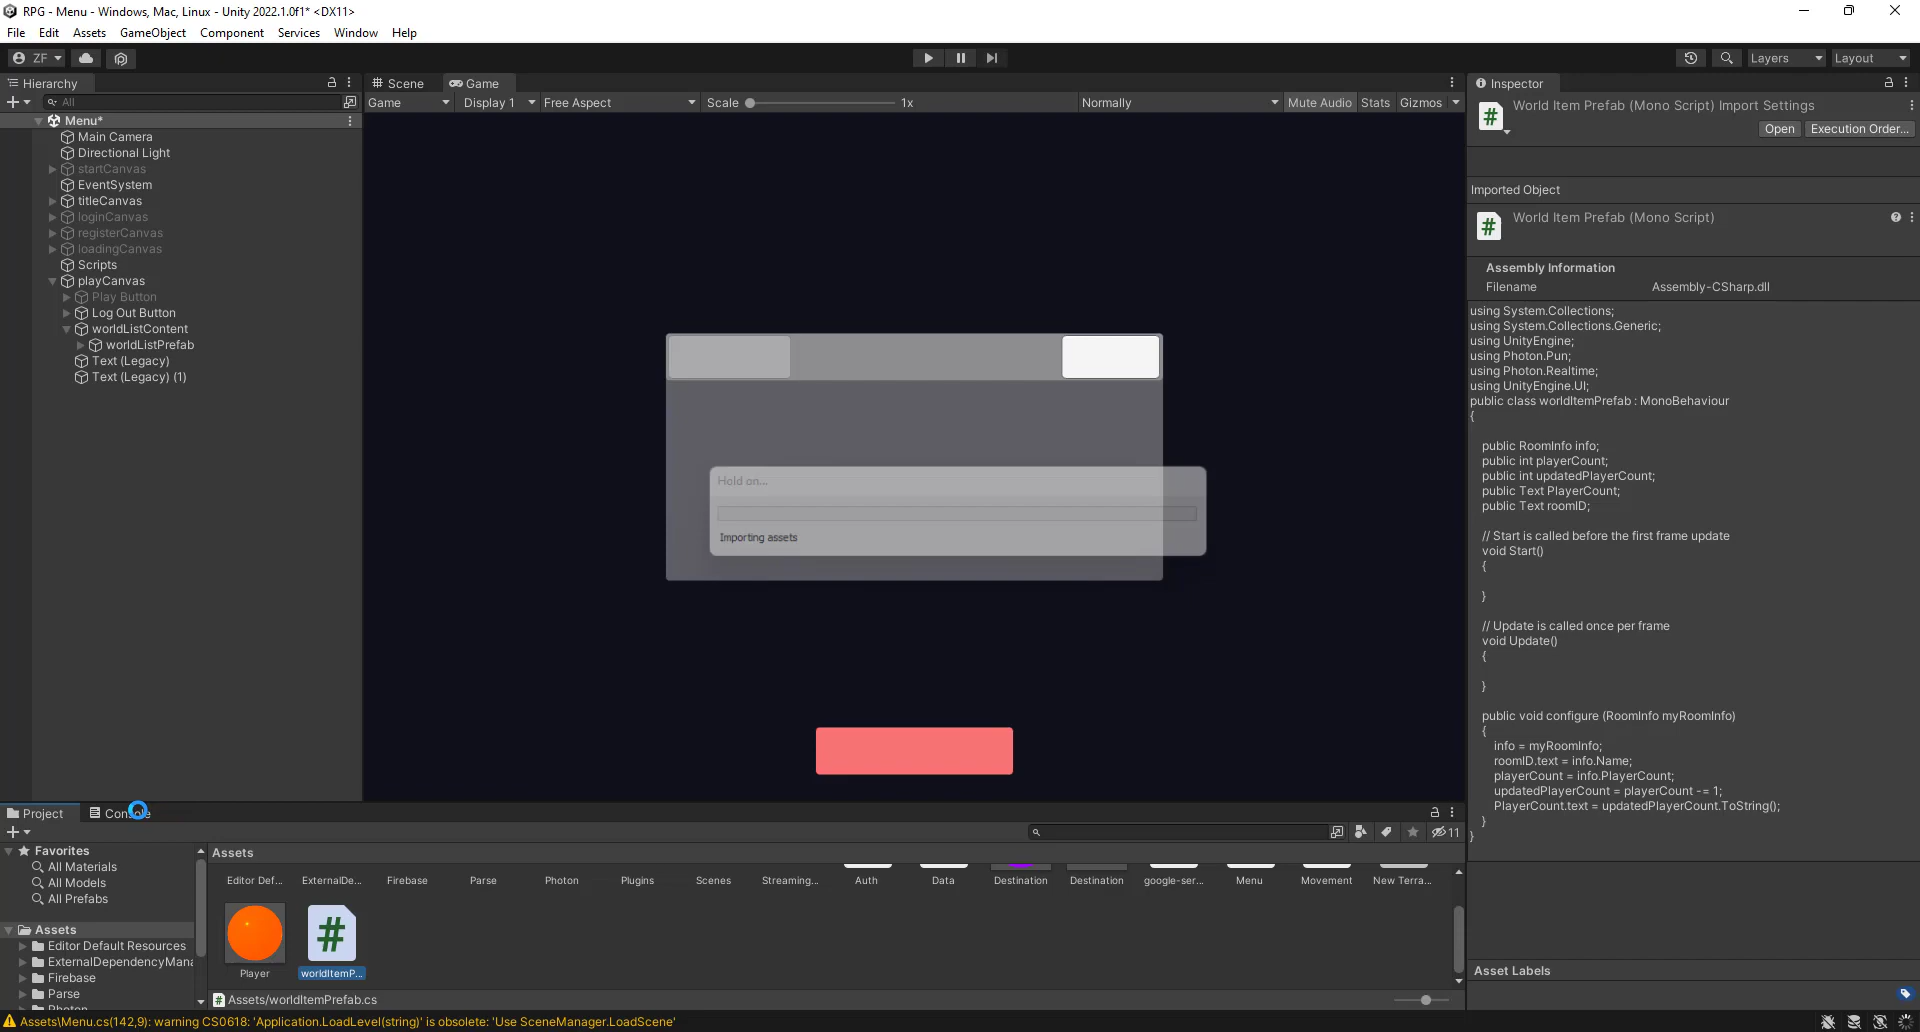 RPG - Menu - Windows, Mac, Linux - Unity 2022.1.0f1* <DX11>
File Edit Assets GameObject Component Services Window Help
ZF Layers Layout
Hierarchy Scene Game Inspector
All Game Display 1 Free Aspect Scale 1x Normally Mute Audio Stats Gizmos
World Item Prefab (Mono Script) Import Settings
Open Execution Order...
Menu*
Main Camera
Directional Light
startCanvas
EventSystem
titleCanvas
loginCanvas
registerCanvas
loadingCanvas
Scripts
playCanvas
Play Button
Log Out Button
worldListContent
worldListPrefab
Text (Legacy)
Text (Legacy) (1)
Hold on...
Importing assets
Imported Object
World Item Prefab (Mono Script)
Assembly Information
Filename Assembly-CSharp.dll
using System.Collections;
using System.Collections.Generic;
using UnityEngine;
using Photon.Pun;
using Photon.Realtime;
using UnityEngine.UI;
public class worldItemPrefab : MonoBehaviour
{
public RoomInfo info;
public int playerCount;
public int updatedPlayerCount;
public Text PlayerCount;
public Text roomID;
// Start is called before the first frame update
void Start()
{
}
// Update is called once per frame
void Update()
{
}
public void configure (RoomInfo myRoomInfo)
{
info = myRoomInfo;
roomID.text = info.Name;
playerCount = info.PlayerCount;
updatedPlayerCount = playerCount -= 1;
PlayerCount.text = updatedPlayerCount.ToString();
}
}
Project Console
11
Favorites
All Materials
All Models
All Prefabs
Assets
Editor Default Resources
ExternalDependencyMana
Firebase
Parse
Photon
Assets
Editor Def... ExternalDe... Firebase Parse Photon Plugins Scenes Streaming... Auth Data Destination Destination google-ser... Menu Movement New Terra...
Player worldItemP...
Assets/worldItemPrefab.cs
Asset Labels
Assets\Menu.cs(142,9): warning CS0618: 'Application.LoadLevel(string)' is obsolete: 'Use SceneManager.LoadScene'